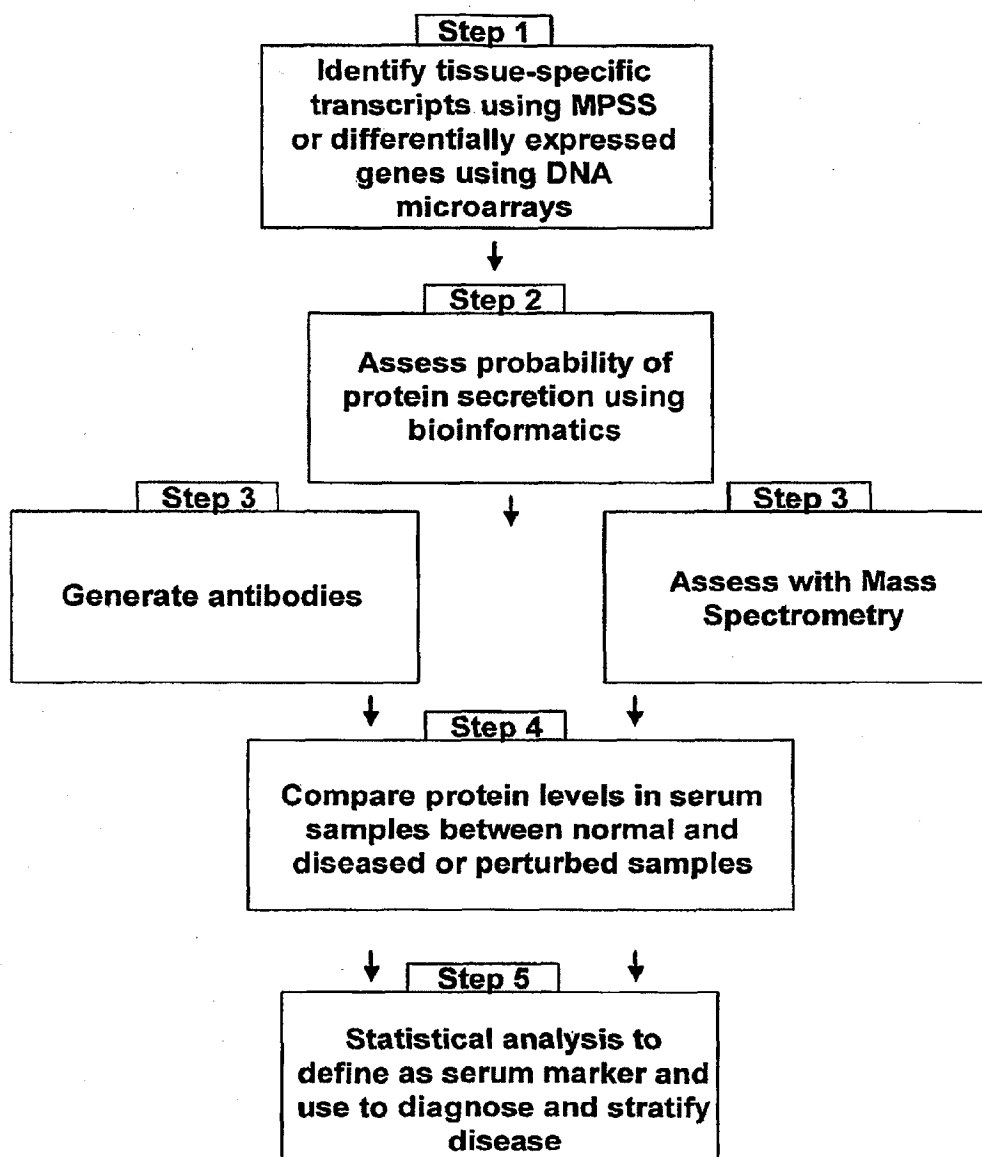 Step 1
Identify tissue-specific
transcripts using MPSS
or differentially expressed
genes using DNA
microarrays
Step 2
Assess probability of
protein secretion using
bioinformatics
Step 3
Generate antibodies
Step 3
Assess with Mass
Spectrometry
Step 4
Compare protein levels in serum
samples between normal and
diseased or perturbed samples
Step 5
Statistical analysis to
define as serum marker and
use to diagnose and stratify
disease